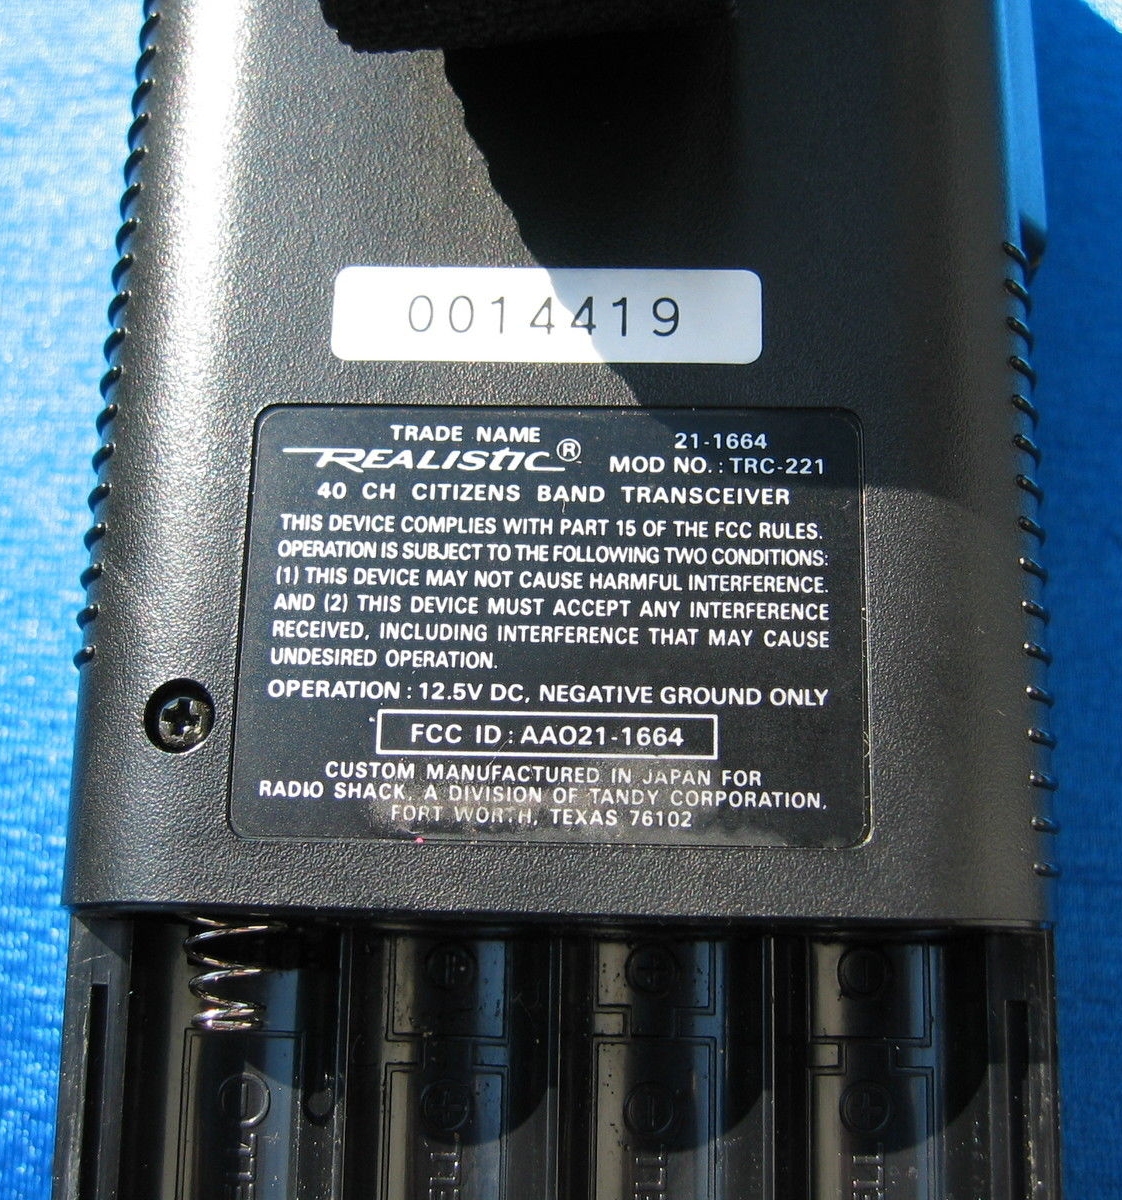 0014419
TRADE NAME 21-1664
REALISTIC® MOD NO.: TRC-221
40 CH CITIZENS BAND TRANSCEIVER
THIS DEVICE COMPLIES WITH PART 15 OF THE FCC RULES.
OPERATION IS SUBJECT TO THE FOLLOWING TWO CONDITIONS:
(1) THIS DEVICE MAY NOT CAUSE HARMFUL INTERFERENCE.
AND (2) THIS DEVICE MUST ACCEPT ANY INTERFERENCE
RECEIVED, INCLUDING INTERFERENCE THAT MAY CAUSE
UNDESIRED OPERATION.
OPERATION : 12.5V DC, NEGATIVE GROUND ONLY
FCC ID : AAO21-1664
CUSTOM MANUFACTURED IN JAPAN FOR
RADIO SHACK, A DIVISION OF TANDY CORPORATION,
FORT WORTH, TEXAS 76102